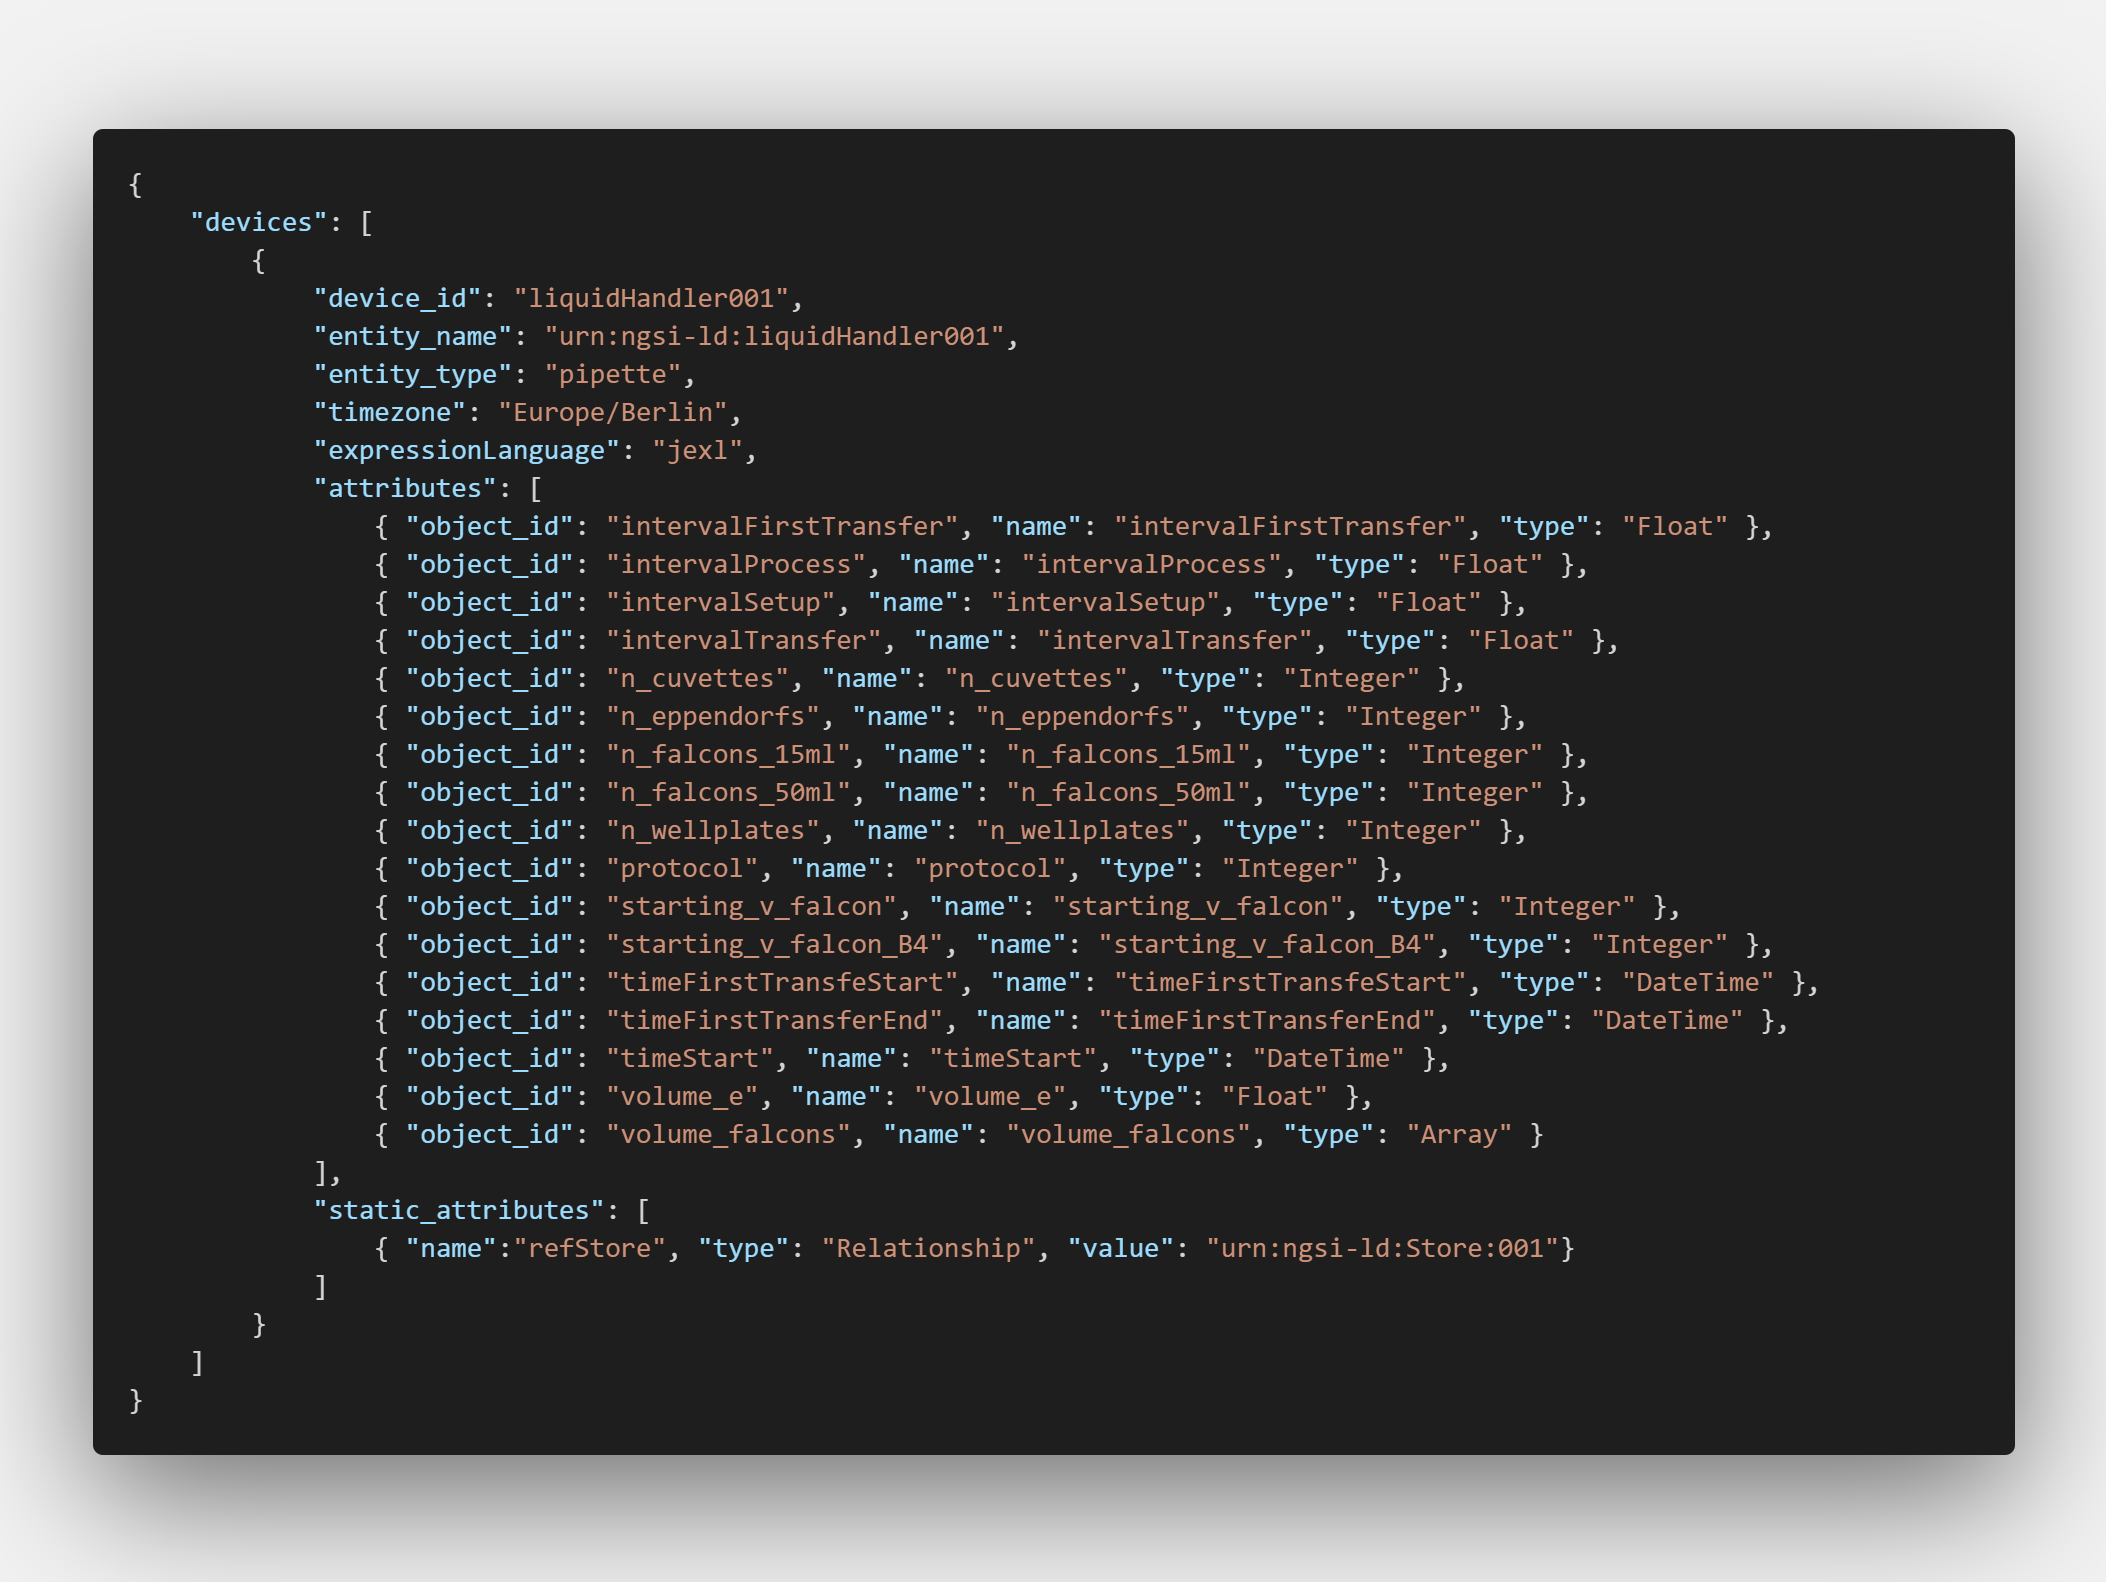 {
    "devices": [
        {
            "device_id": "liquidHandler001",
            "entity_name": "urn:ngsi-ld:liquidHandler001",
            "entity_type": "pipette",
            "timezone": "Europe/Berlin",
            "expressionLanguage": "jexl",
            "attributes": [
                { "object_id": "intervalFirstTransfer", "name": "intervalFirstTransfer", "type": "Float" },
                { "object_id": "intervalProcess", "name": "intervalProcess", "type": "Float" },
                { "object_id": "intervalSetup", "name": "intervalSetup", "type": "Float" },
                { "object_id": "intervalTransfer", "name": "intervalTransfer", "type": "Float" },
                { "object_id": "n_cuvettes", "name": "n_cuvettes", "type": "Integer" },
                { "object_id": "n_eppendorfs", "name": "n_eppendorfs", "type": "Integer" },
                { "object_id": "n_falcons_15ml", "name": "n_falcons_15ml", "type": "Integer" },
                { "object_id": "n_falcons_50ml", "name": "n_falcons_50ml", "type": "Integer" },
                { "object_id": "n_wellplates", "name": "n_wellplates", "type": "Integer" },
                { "object_id": "protocol", "name": "protocol", "type": "Integer" },
                { "object_id": "starting_v_falcon", "name": "starting_v_falcon", "type": "Integer" },
                { "object_id": "starting_v_falcon_B4", "name": "starting_v_falcon_B4", "type": "Integer" },
                { "object_id": "timeFirstTransfeStart", "name": "timeFirstTransfeStart", "type": "DateTime" },
                { "object_id": "timeFirstTransferEnd", "name": "timeFirstTransferEnd", "type": "DateTime" },
                { "object_id": "timeStart", "name": "timeStart", "type": "DateTime" },
                { "object_id": "volume_e", "name": "volume_e", "type": "Float" },
                { "object_id": "volume_falcons", "name": "volume_falcons", "type": "Array" }
            ],
            "static_attributes": [
                { "name":"refStore", "type": "Relationship", "value": "urn:ngsi-ld:Store:001"}
            ]
        }
    ]
}